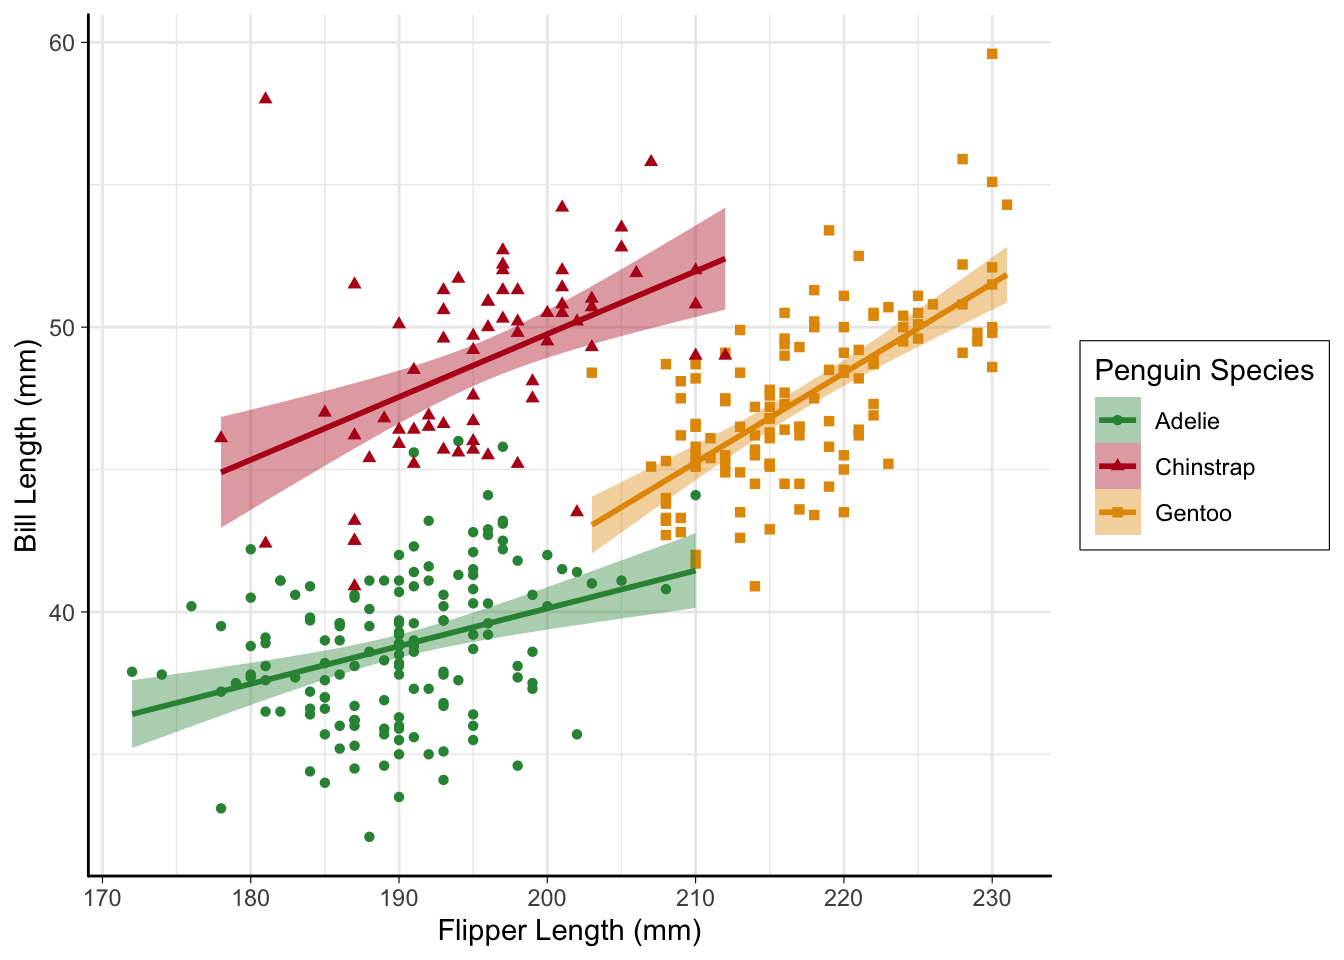 60
50
40
Bill Length (mm)
170 180 190 200 210 220 230
Flipper Length (mm)
Penguin Species
Adelie
Chinstrap
Gentoo